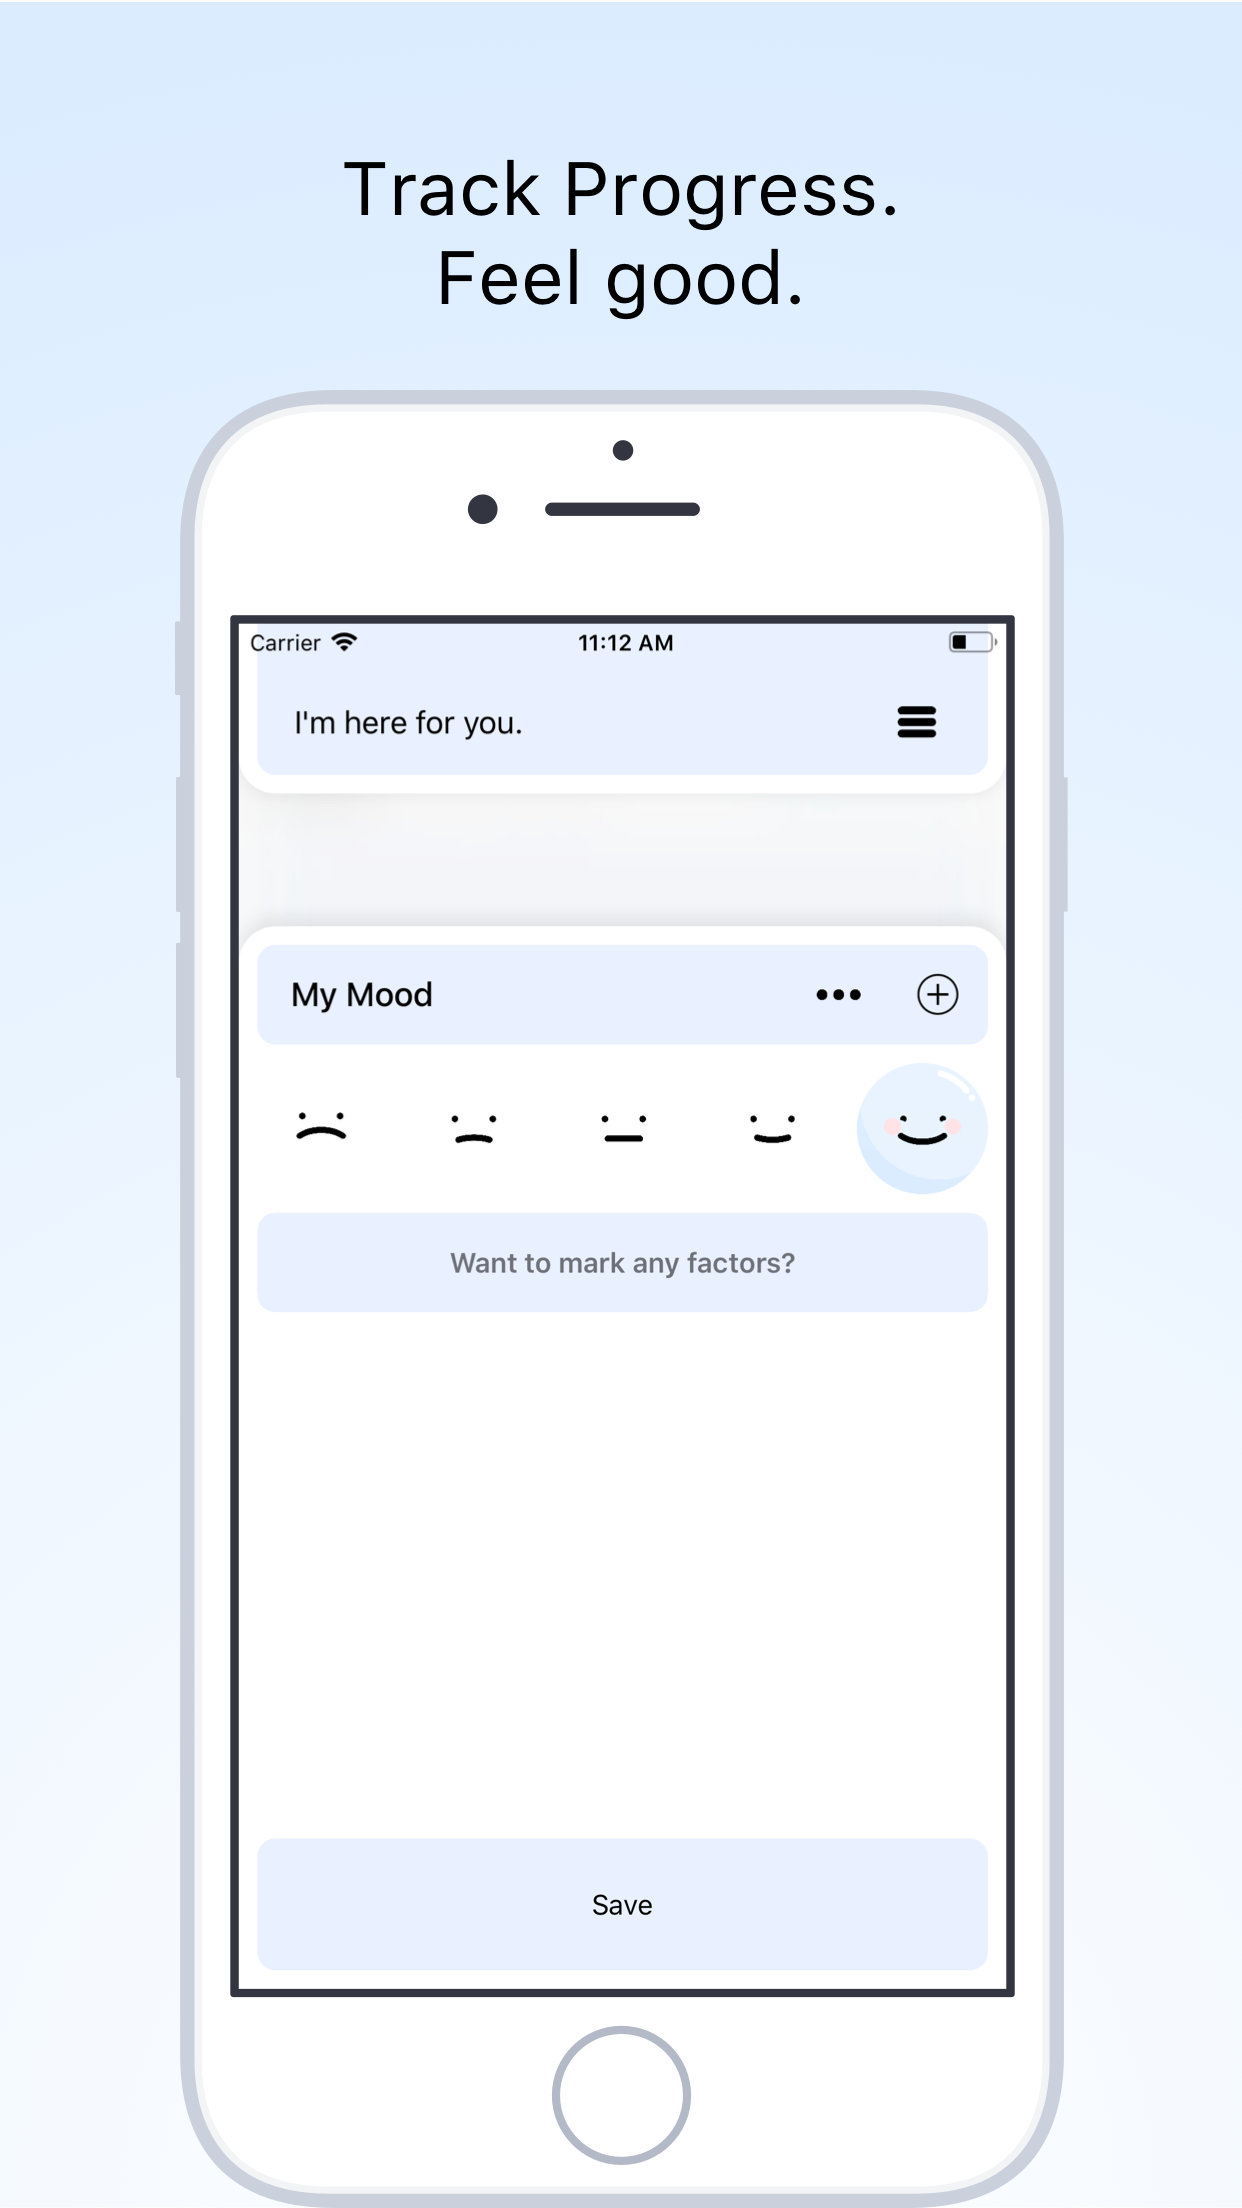 Track Progress.
Feel good.
Carrier 11:12 AM
I'm here for you.
My Mood
Want to mark any factors?
Save